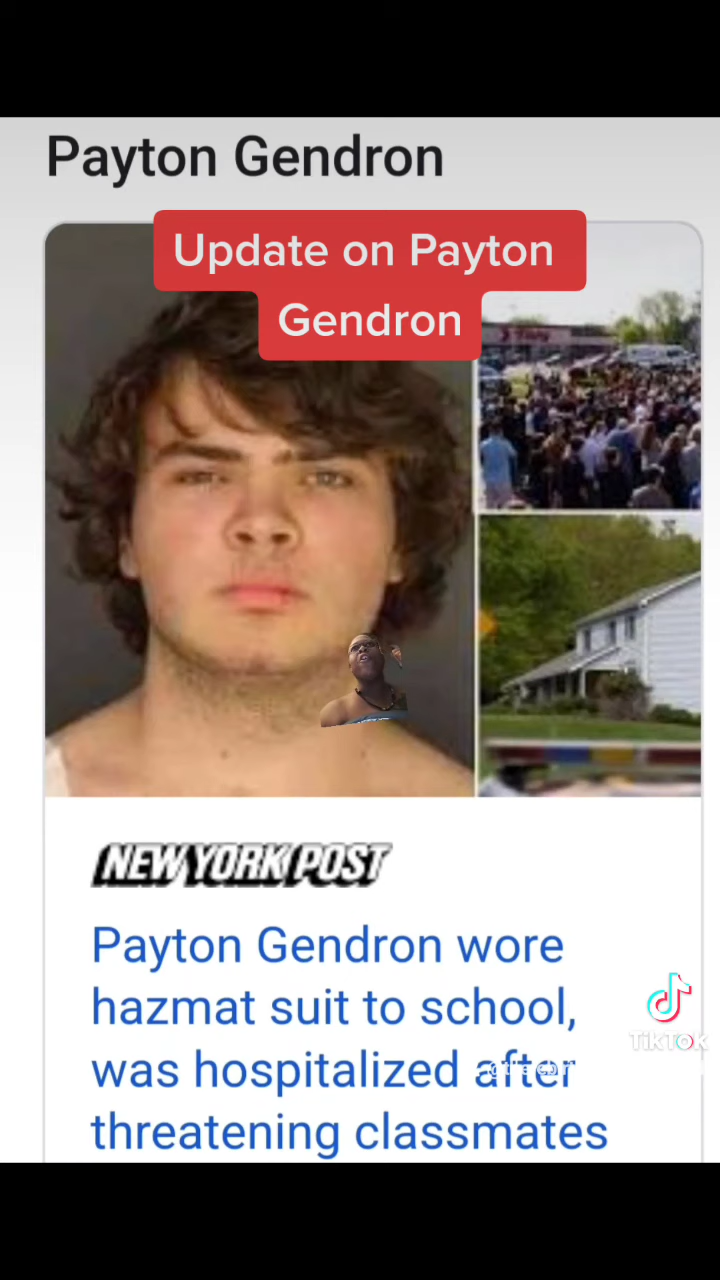 Payton Gendron
Update on Payton
Gendron
NEW YORK POST
Payton Gendron wore
hazmat suit to school,
was hospitalized after
threatening classmates
TikTok